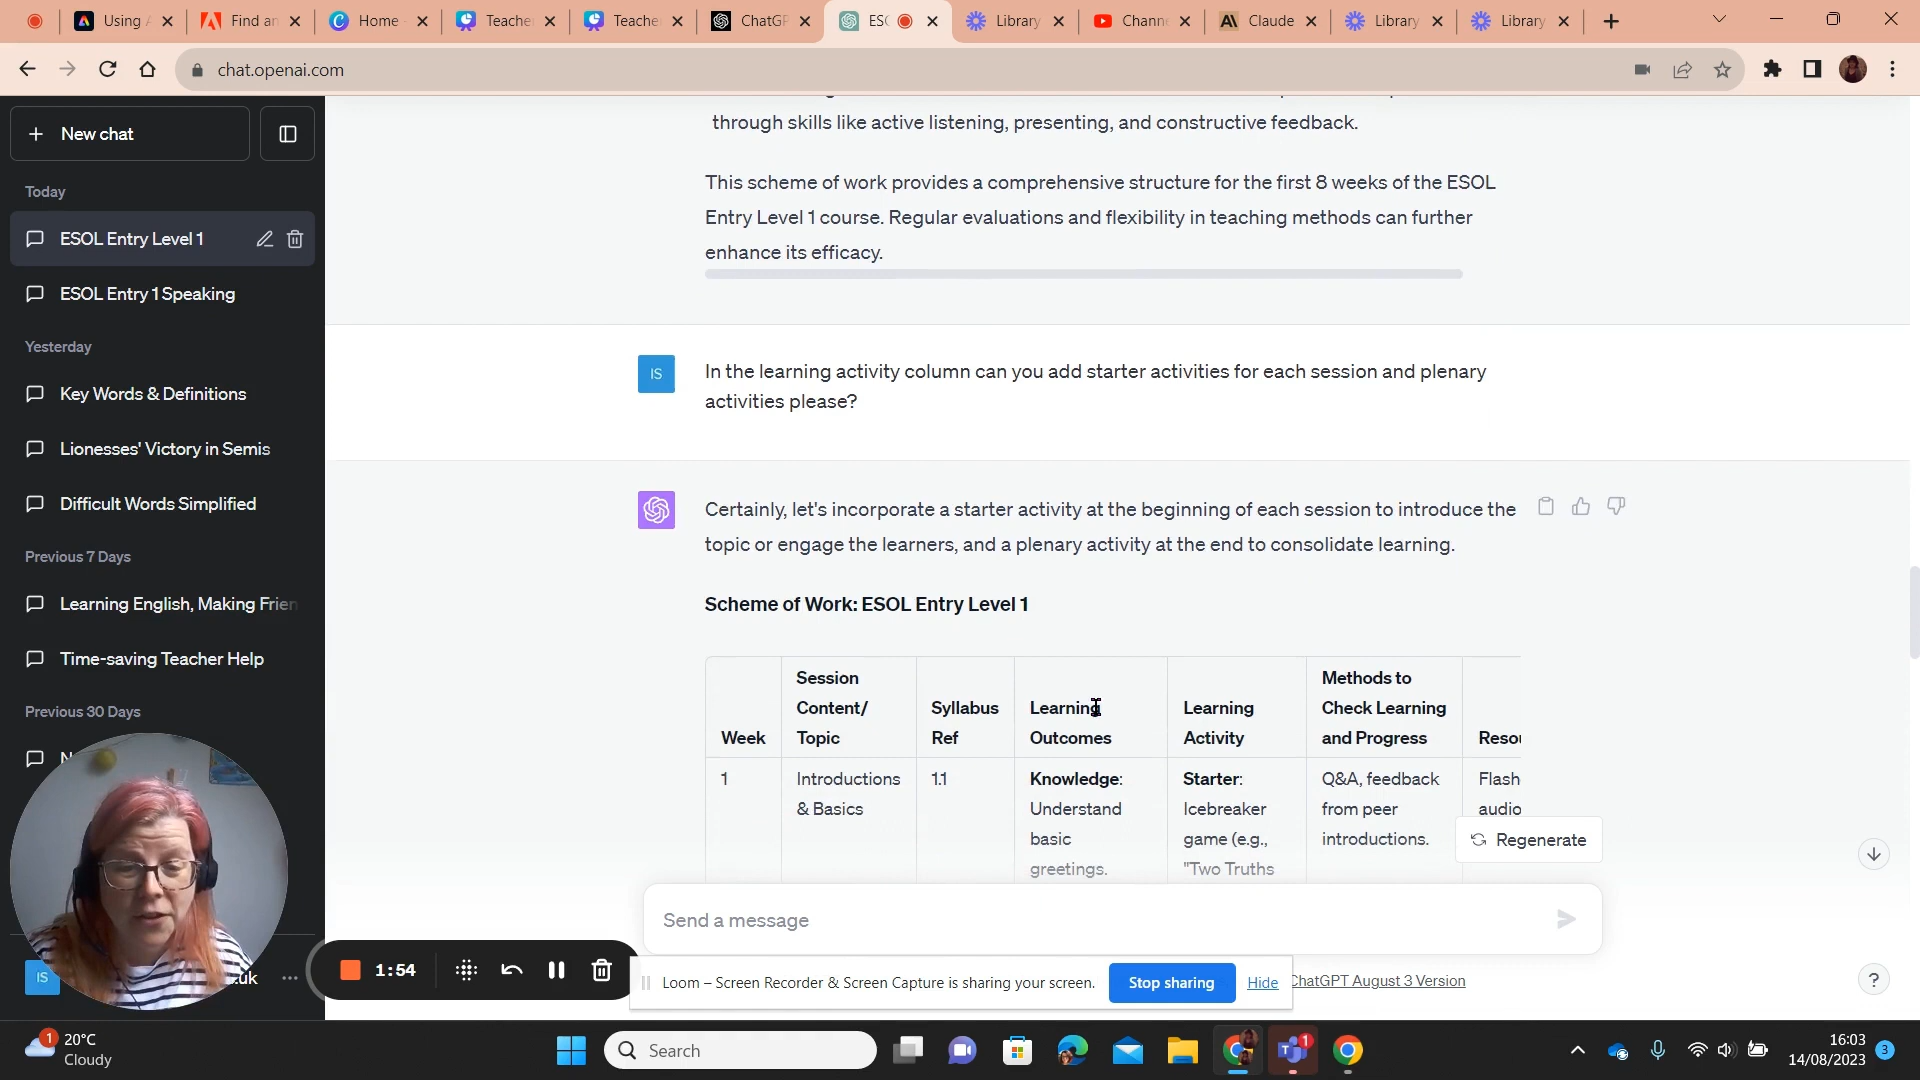 Using A
Find an
Home -
Teache
Teache
ChatGP
ESO
Library
Chann
Claude
Library
Library
chat.openai.com
New chat
Today
ESOL Entry Level 1
ESOL Entry 1 Speaking
Yesterday
Key Words & Definitions
Lionesses' Victory in Semis
Difficult Words Simplified
Previous 7 Days
Learning English, Making Frien
Time-saving Teacher Help
Previous 30 Days
through skills like active listening, presenting, and constructive feedback.
This scheme of work provides a comprehensive structure for the first 8 weeks of the ESOL
Entry Level 1 course. Regular evaluations and flexibility in teaching methods can further
enhance its efficacy.
IS
In the learning activity column can you add starter activities for each session and plenary
activities please?
Certainly, let's incorporate a starter activity at the beginning of each session to introduce the
topic or engage the learners, and a plenary activity at the end to consolidate learning.
Scheme of Work: ESOL Entry Level 1
Week
Session
Content/
Topic
Syllabus
Ref
Learning
Outcomes
Learning
Activity
Methods to
Check Learning
and Progress
Resou
1
Introductions
& Basics
1.1
Knowledge:
Understand
basic
greetings.
Starter:
Icebreaker
game (e.g.,
"Two Truths
Q&A, feedback
from peer
introductions.
Flash
audio
Regenerate
Send a message
IS
.uk
1:54
Loom – Screen Recorder & Screen Capture is sharing your screen.
Stop sharing
Hide
ChatGPT August 3 Version
?
1
20°C
Cloudy
Search
1
16:03
14/08/2023
3